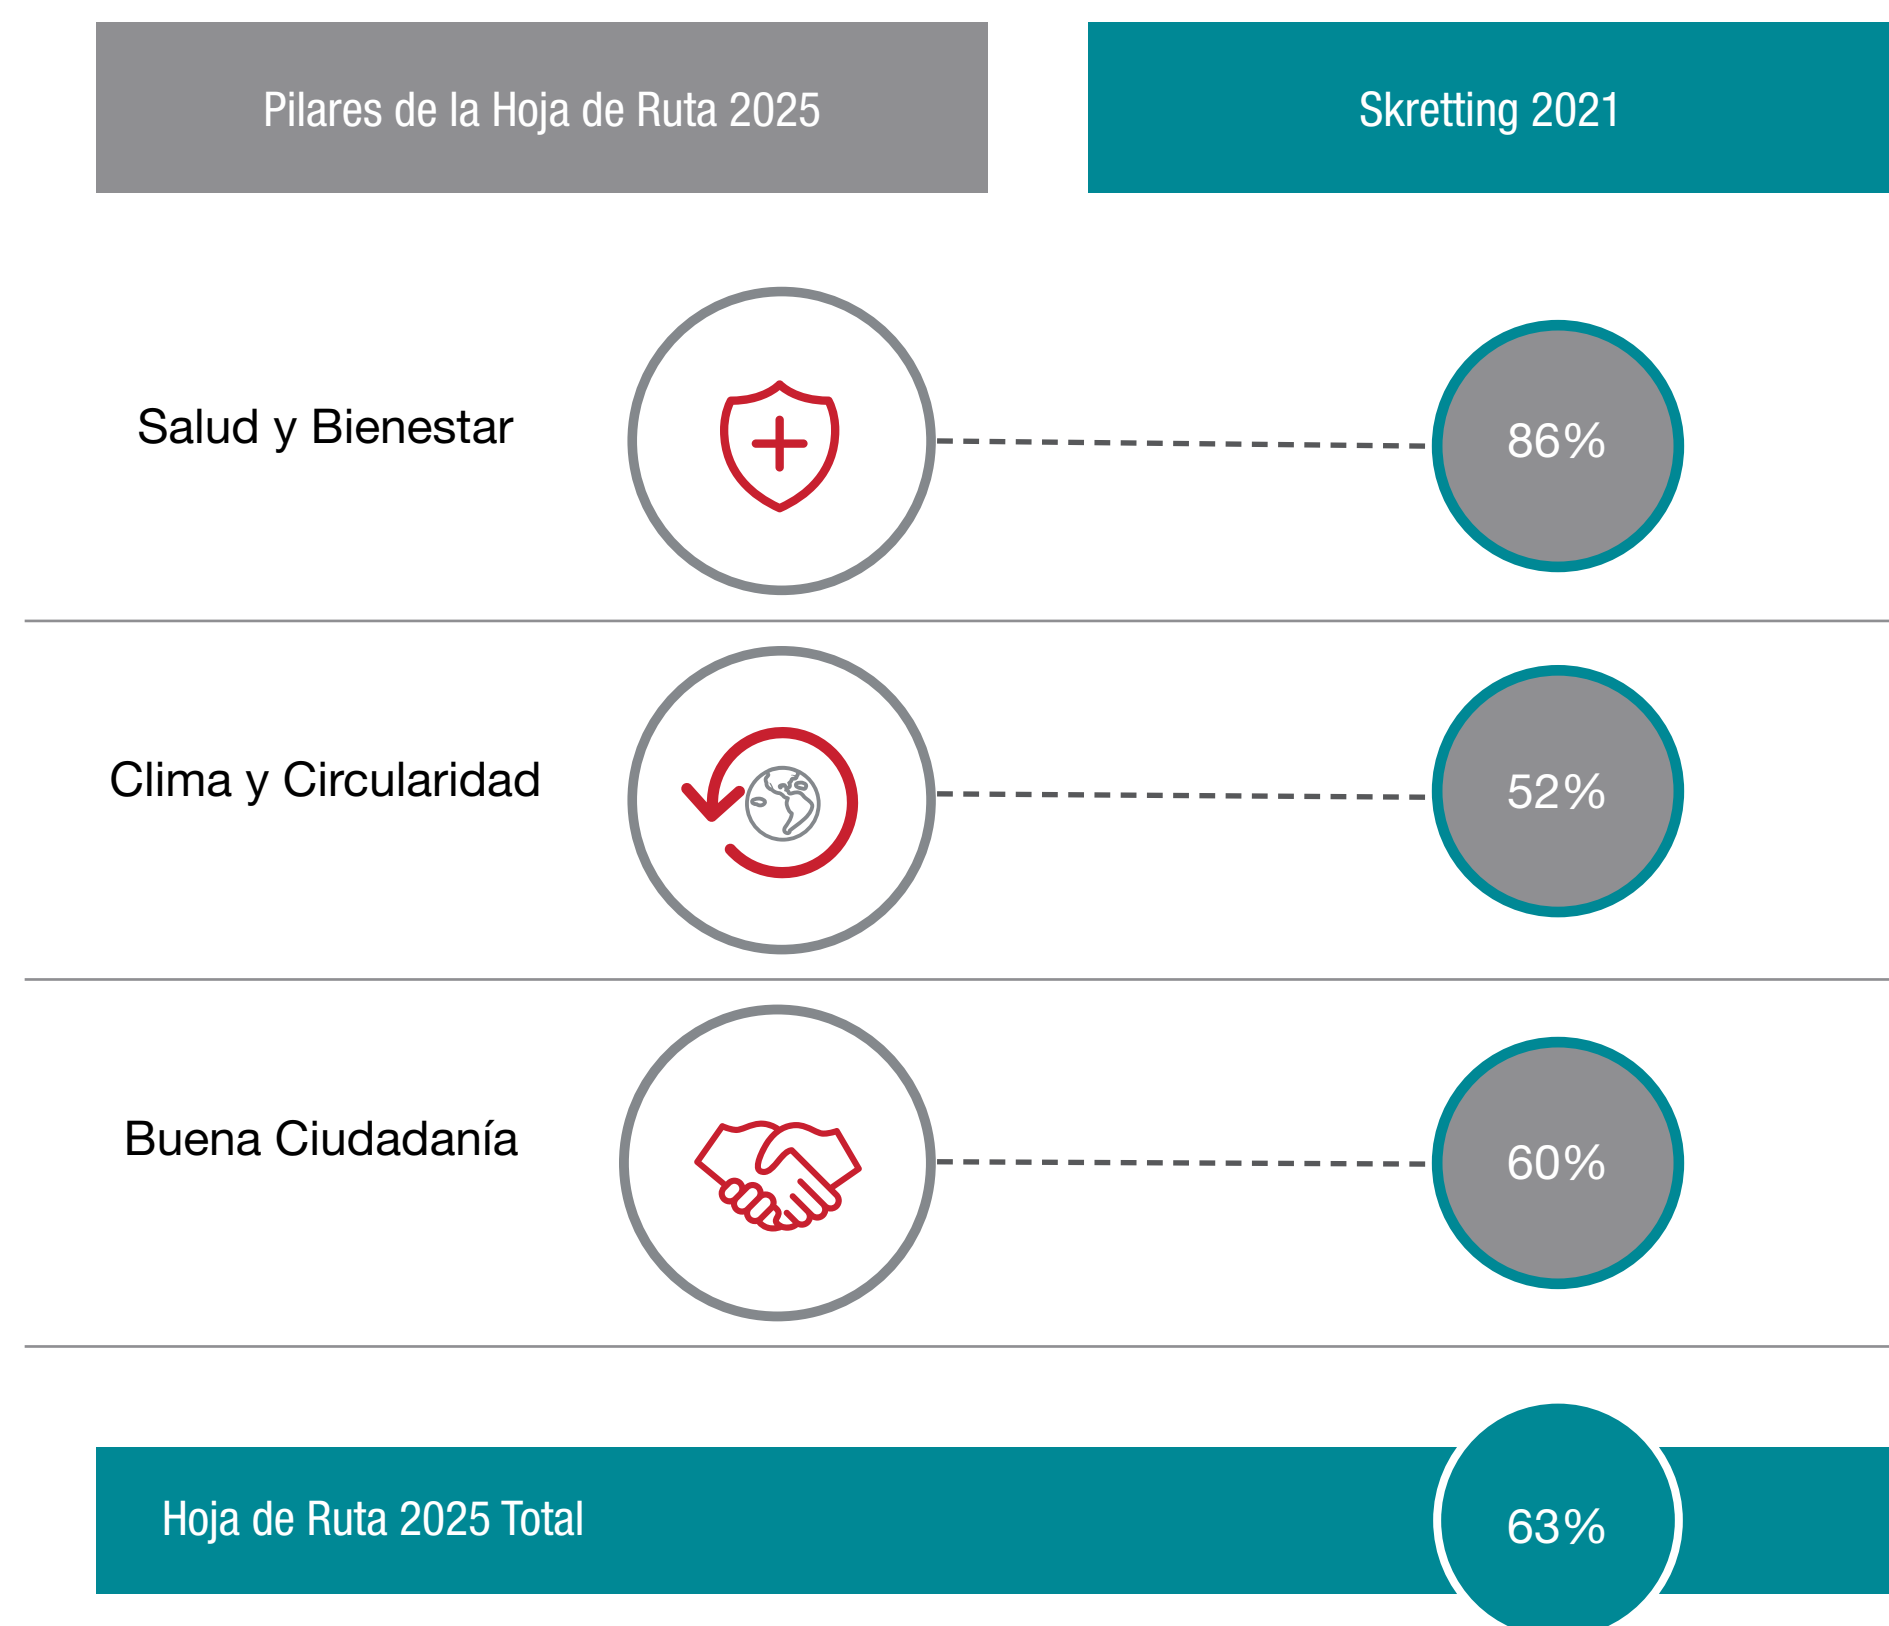 Pilares de la Hoja de Ruta 2025
Skretting 2021
Salud y Bienestar
86%
Clima y Circularidad
52%
Buena Ciudadanía
60%
Hoja de Ruta 2025 Total
63%